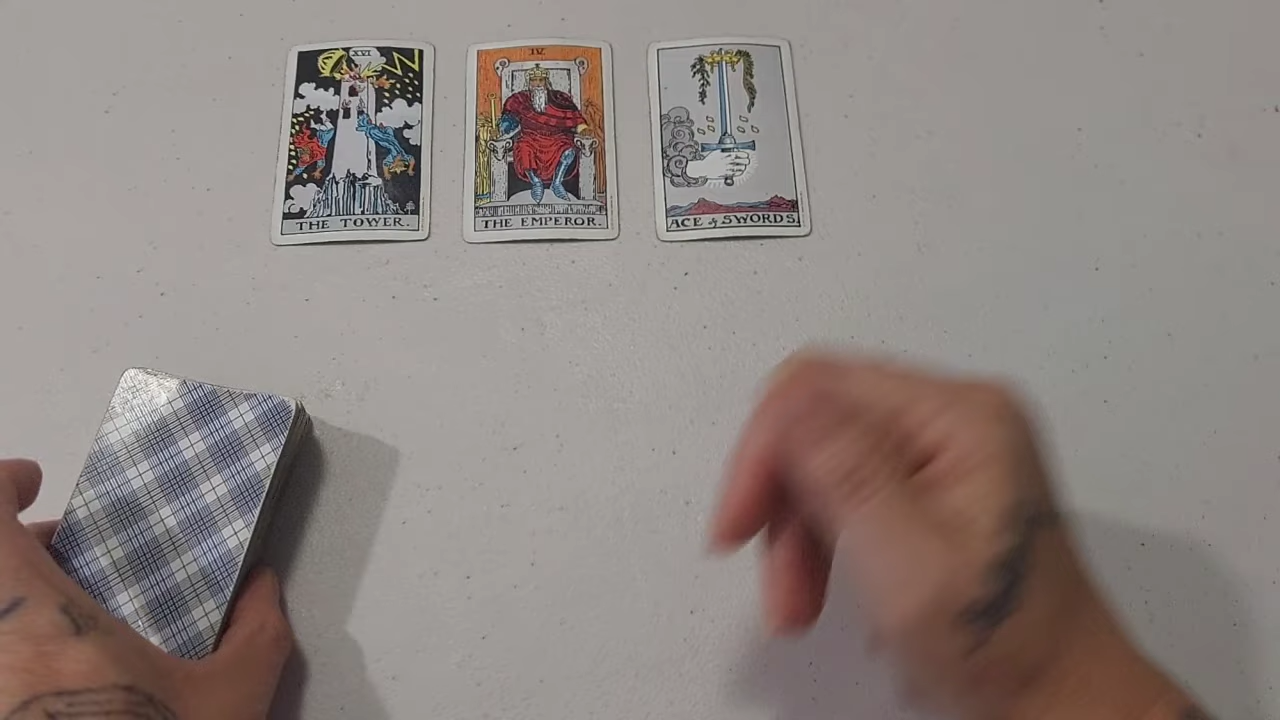 XVI
THE TOWER.
IV
THE EMPEROR.
ACE of SWORDS.